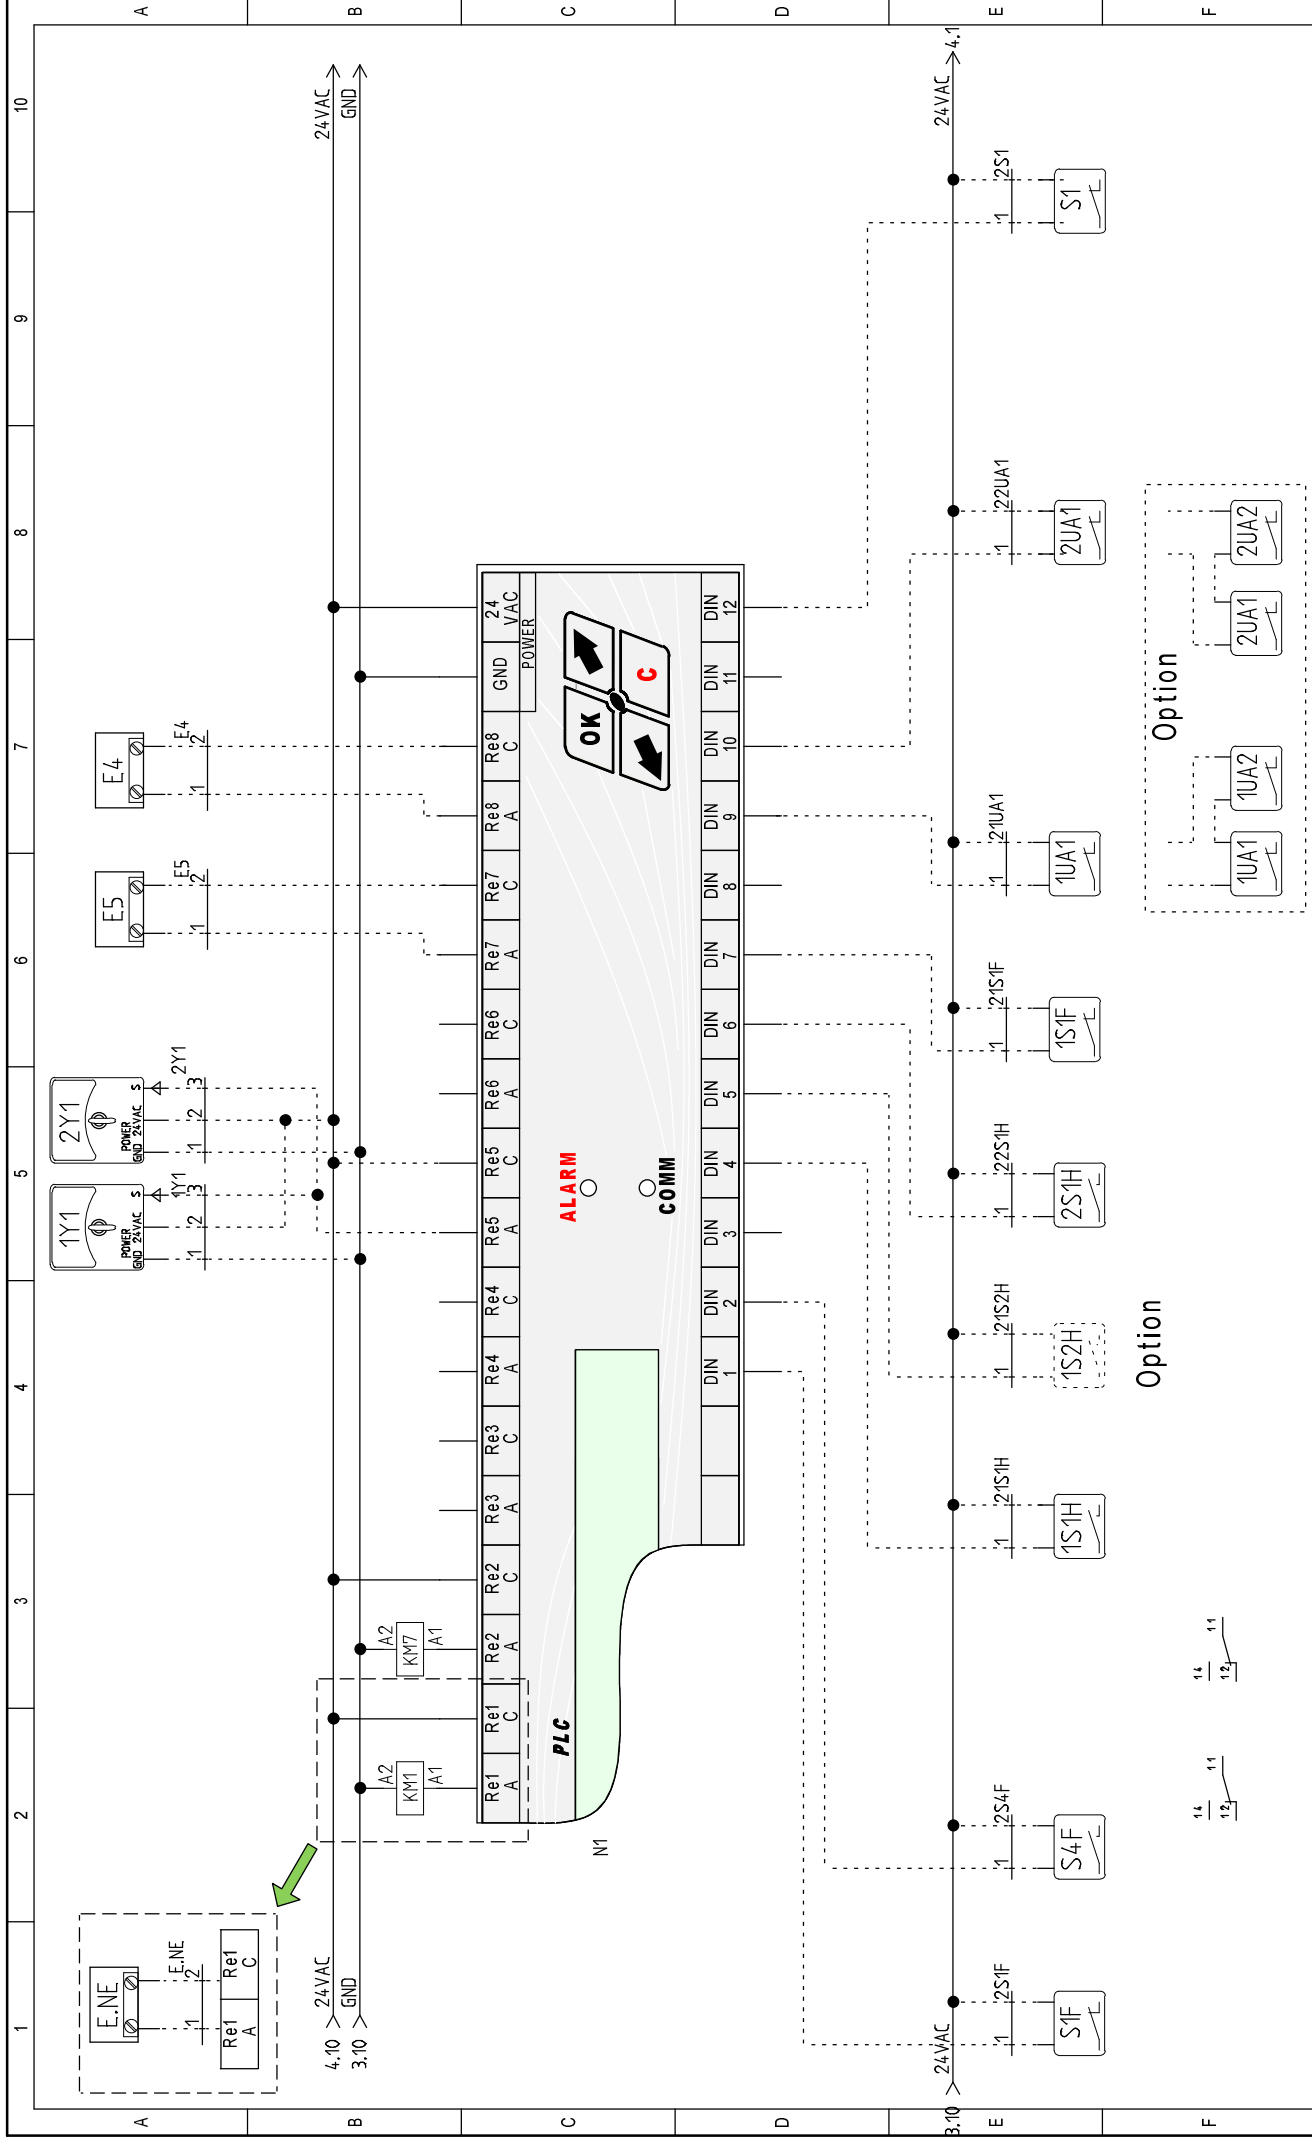 1 2 3 4 5 6 7 8 9 10
A
B
C
D
E
F
E.NE
1 2 E.NE
Re1 A
Re1 C
1Y1
POWER
GND 24VAC S
1 2 3 1Y1
2Y1
POWER
GND 24VAC S
1 2 3 2Y1
E5
1 2 E5
E4
1 2 E4
4.10 24VAC
3.10 GND
24VAC
GND
A2
KM1
A1
A2
KM7
A1
Re1 A
Re1 C
Re2 A
Re2 C
Re3 A
Re3 C
Re4 A
Re4 C
Re5 A
Re5 C
Re6 A
Re6 C
Re7 A
Re7 C
Re8 A
Re8 C
GND
24 VAC
POWER
N1
PLC
ALARM
COMM
OK
C
DIN 1
DIN 2
DIN 3
DIN 4
DIN 5
DIN 6
DIN 7
DIN 8
DIN 9
DIN 10
DIN 11
DIN 12
3.10 24VAC
24VAC 4.1
1 2S1F
S1F
1 2S4F
S4F
1 21S1H
1S1H
1 21S2H
1S2H
Option
1 22S1H
2S1H
1 21S1F
1S1F
1 21UA1
1UA1
1 22UA1
2UA1
1 2S1
S1
14
12 11
14
12 11
Option
1UA1
1UA2
2UA1
2UA2
A
B
C
D
E
F